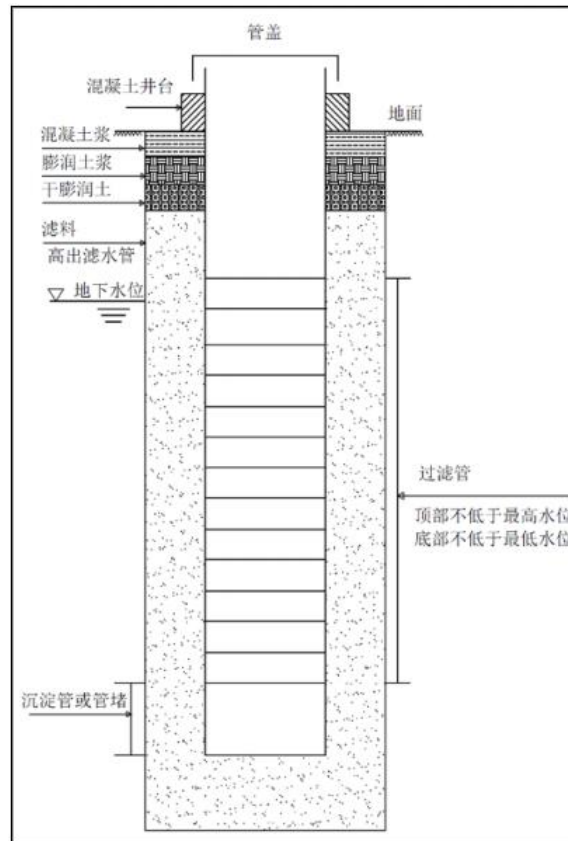 管盖
混凝土井台
地面
混凝土浆
膨润土浆
干膨润土
滤料
高出滤水管
地下水位
过滤管
顶部不低于最高水位
底部不低于最低水位
沉淀管或管堵